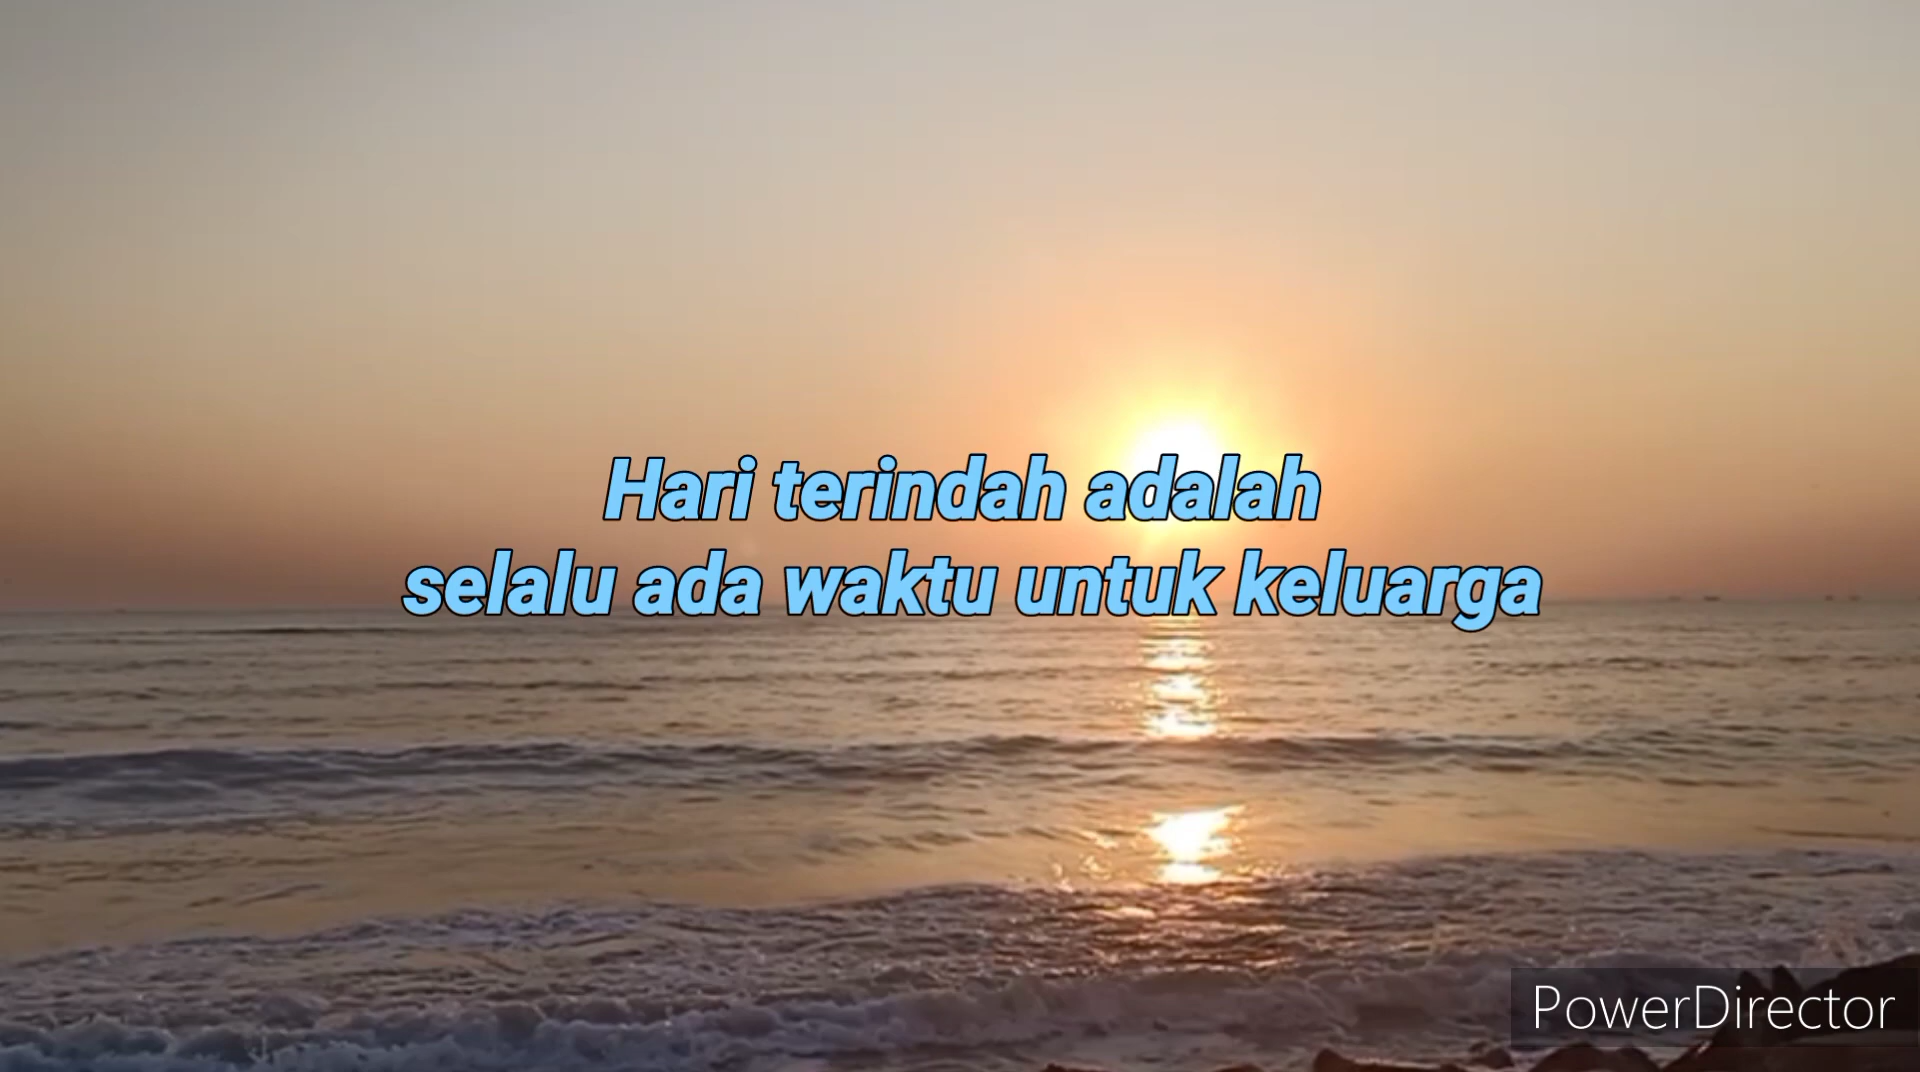 Hari terindah adalah
selalu ada waktu untuk keluarga
PowerDirector